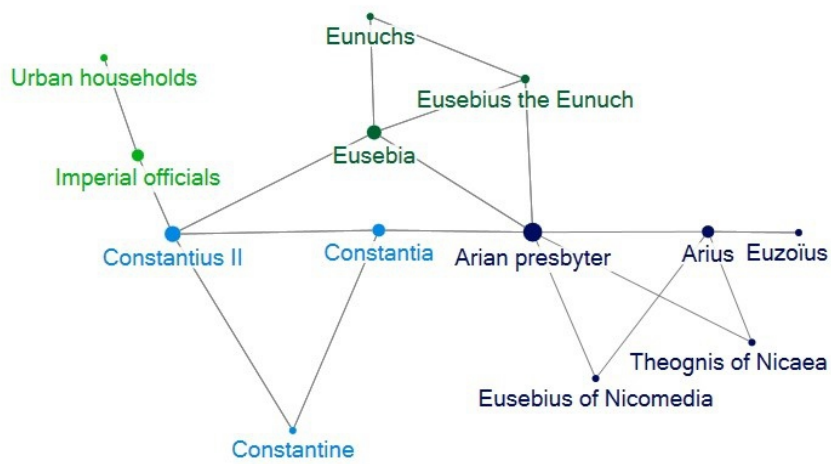 Eunuchs
Urban households
Eusebius the Eunuch
Eusebia
Imperial officials
Constantius II
Constantia
Arian presbyter
Arius
Euzoïus
Theognis of Nicaea
Eusebius of Nicomedia
Constantine